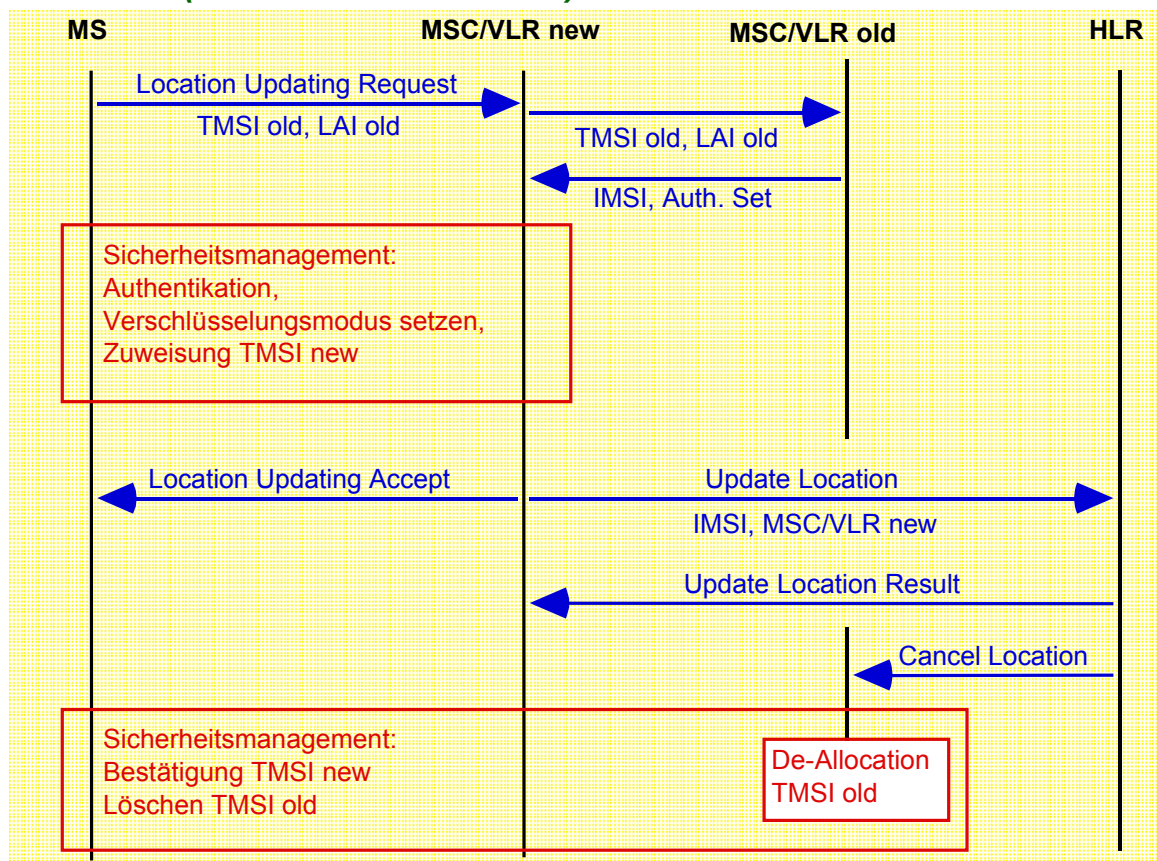 MS
MSC/VLR new
MSC/VLR old
HLR
Location Updating Request
TMSI old, LAI old
TMSI old, LAI old
IMSI, Auth. Set
Sicherheitsmanagement:
Authentikation,
Verschlüsselungsmodus setzen,
Zuweisung TMSI new
Location Updating Accept
Update Location
IMSI, MSC/VLR new
Update Location Result
Cancel Location
Sicherheitsmanagement:
Bestätigung TMSI new
Löschen TMSI old
De-Allocation
TMSI old